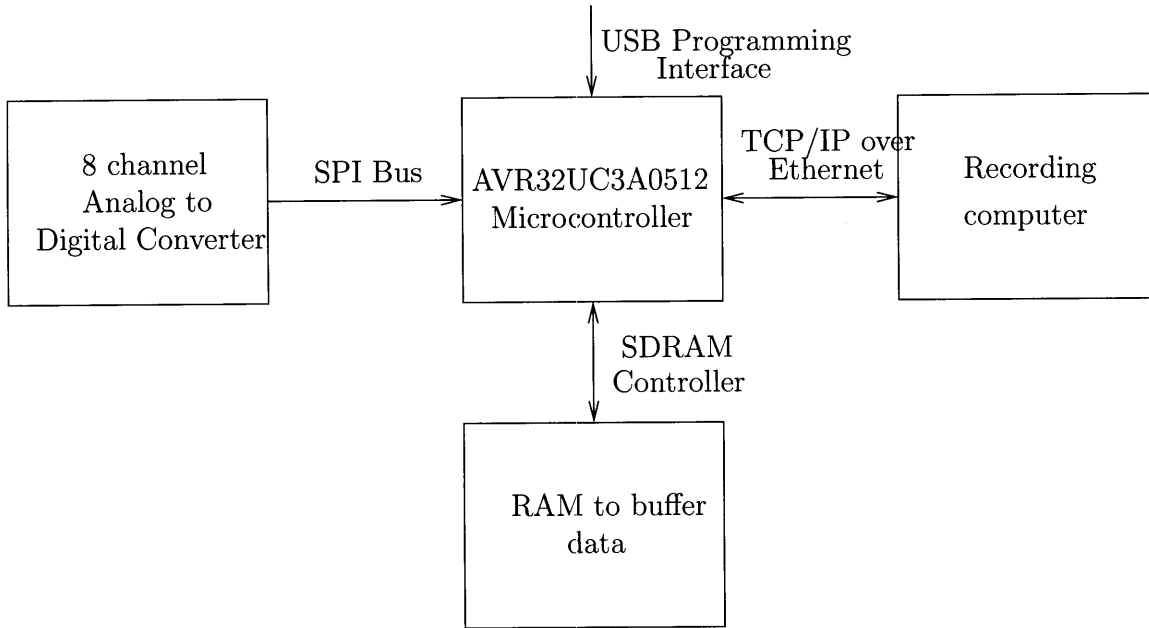 USB Programming
Interface
8 channel
Analog to
Digital Converter
SPI Bus
AVR32UC3A0512
Microcontroller
TCP/IP over
Ethernet
Recording
computer
SDRAM
Controller
RAM to buffer
data